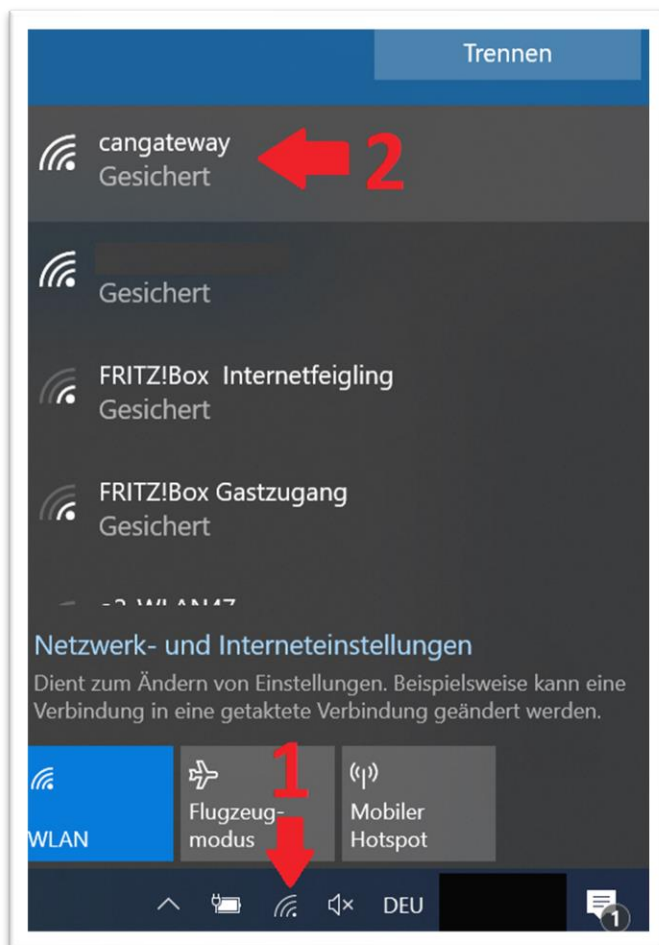 Trennen
cangateway
Gesichert
2
Gesichert
FRITZ!Box Internetfeigling
Gesichert
FRITZ!Box Gastzugang
Gesichert
Netzwerk- und Interneteinstellungen
Dient zum Ändern von Einstellungen. Beispielsweise kann eine
Verbindung in eine getaktete Verbindung geändert werden.
1
WLAN
Flugzeug-
modus
Mobiler
Hotspot
DEU
1